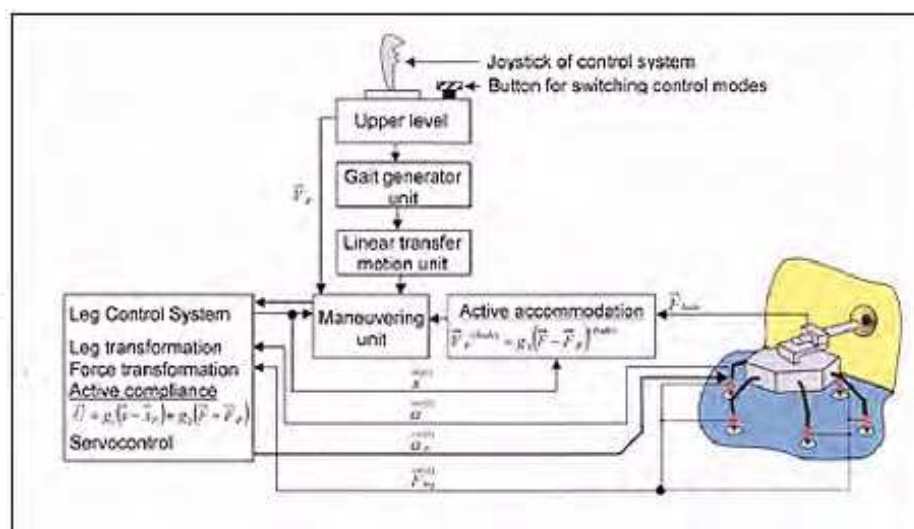 Joystick of control system
Button for switching control modes
Upper level
Gait generator
unit
Linear transfer
motion unit
Leg Control System
Leg transformation
Force transformation
Active compliance
Servocontrol
Maneuvering
unit
Active accommodation